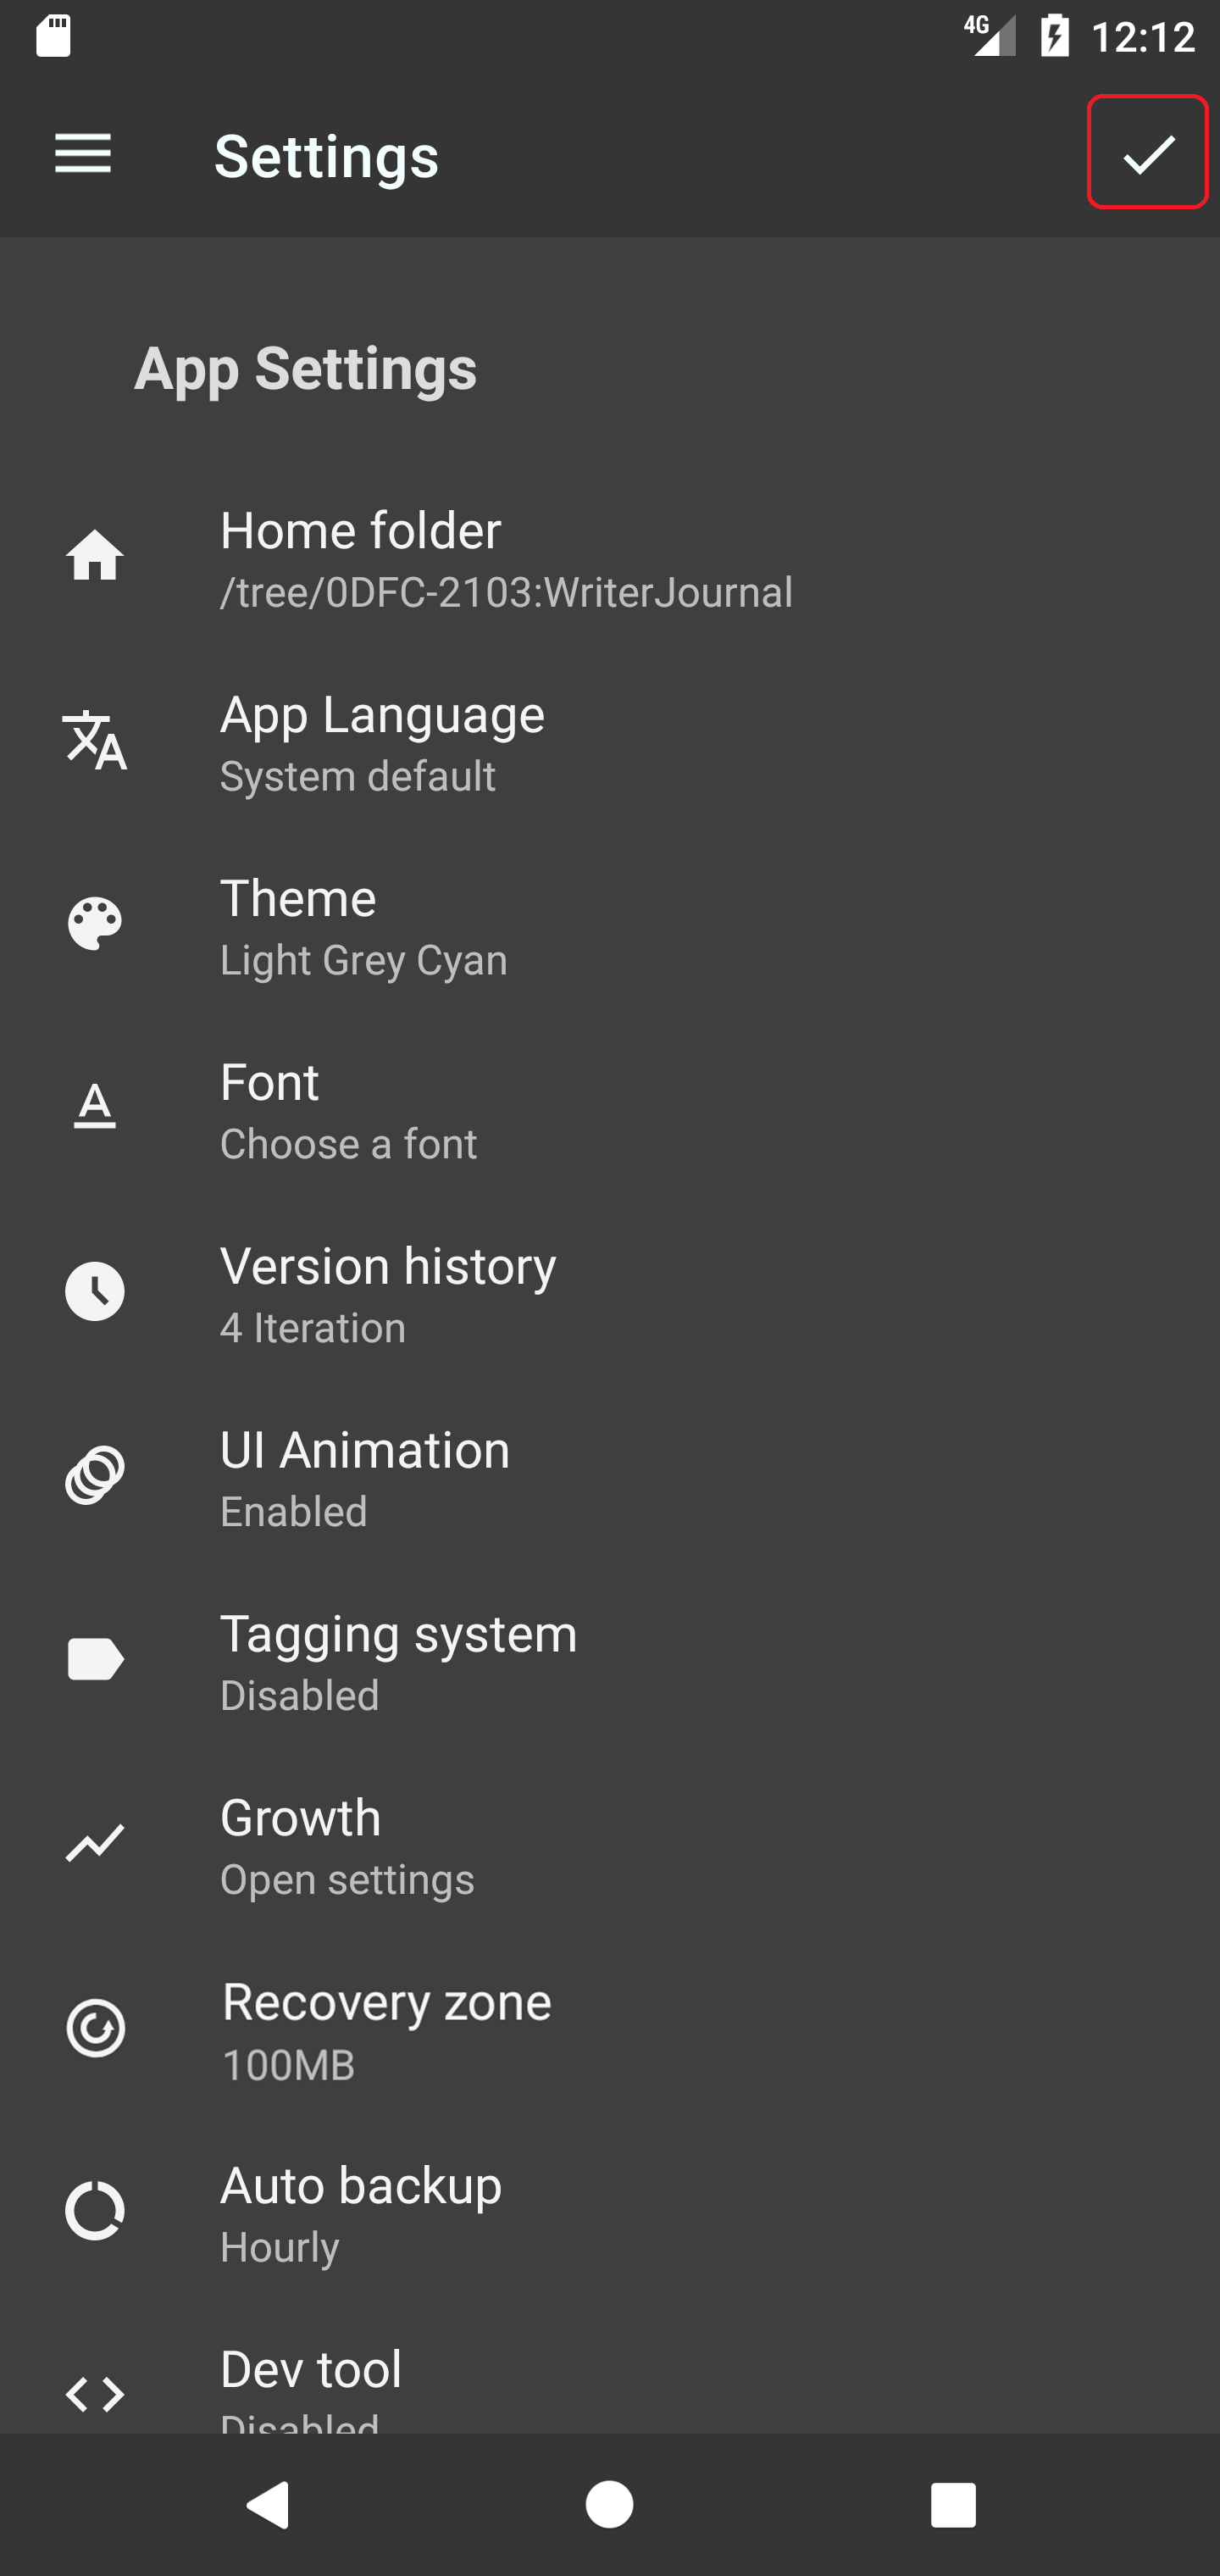 4G 12:12
Settings
App Settings
Home folder
/tree/0DFC-2103:WriterJournal
App Language
System default
Theme
Light Grey Cyan
Font
Choose a font
Version history
4 Iteration
UI Animation
Enabled
Tagging system
Disabled
Growth
Open settings
Recovery zone
100MB
Auto backup
Hourly
Dev tool
Disabled